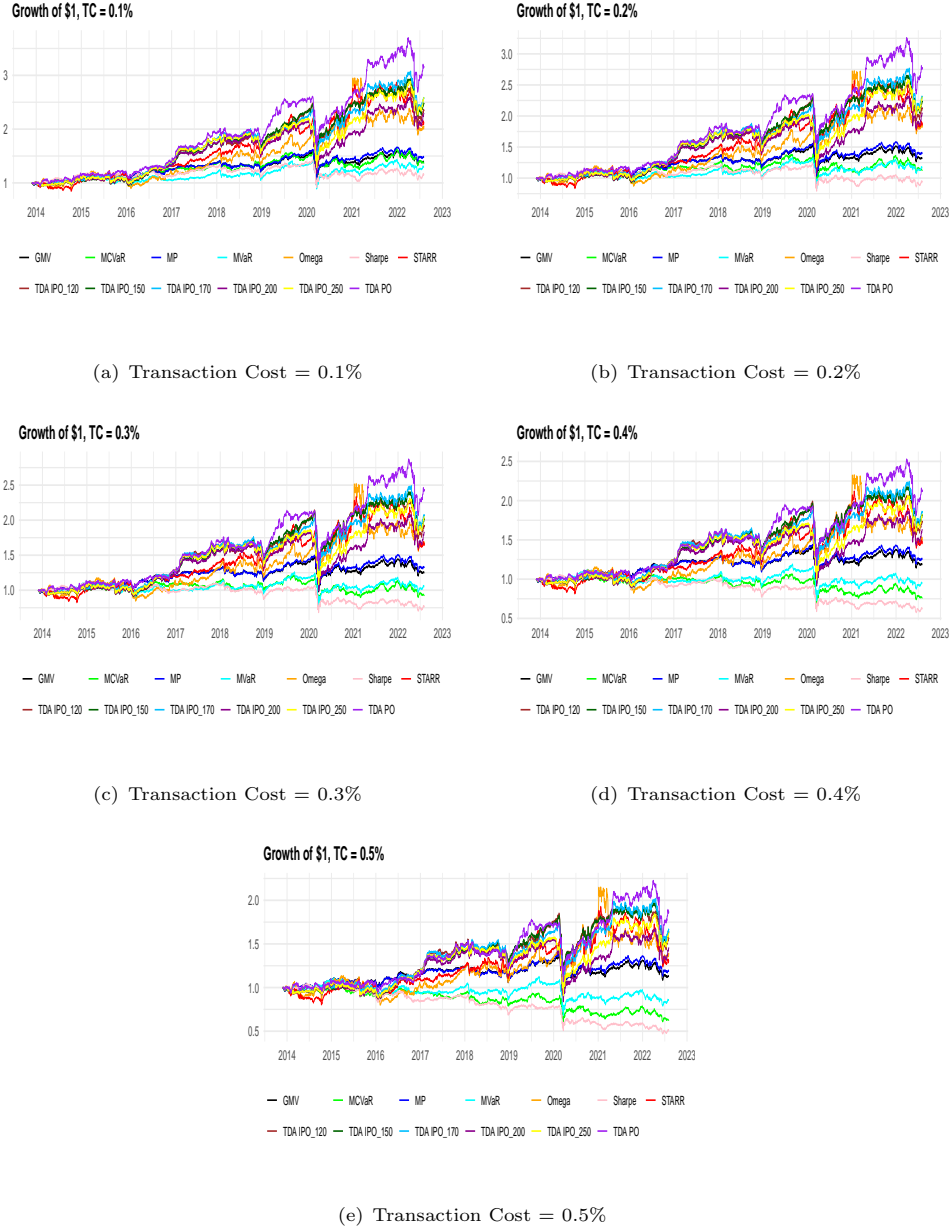 Growth of $1, TC = 0.1%
3
2
1
2014 2015 2016 2017 2018 2019 2020 2021 2022 2023
GMV MCVaR MP MVaR Omega Sharpe STARR
TDA IPO_120 TDA IPO_150 TDA IPO_170 TDA IPO_200 TDA IPO_250 TDA PO
(a) Transaction Cost = 0.1%
Growth of $1, TC = 0.2%
3.0
2.5
2.0
1.5
1.0
2014 2015 2016 2017 2018 2019 2020 2021 2022 2023
GMV MCVaR MP MVaR Omega Sharpe STARR
TDA IPO_120 TDA IPO_150 TDA IPO_170 TDA IPO_200 TDA IPO_250 TDA PO
(b) Transaction Cost = 0.2%
Growth of $1, TC = 0.3%
2.5
2.0
1.5
1.0
2014 2015 2016 2017 2018 2019 2020 2021 2022 2023
GMV MCVaR MP MVaR Omega Sharpe STARR
TDA IPO_120 TDA IPO_150 TDA IPO_170 TDA IPO_200 TDA IPO_250 TDA PO
(c) Transaction Cost = 0.3%
Growth of $1, TC = 0.4%
2.5
2.0
1.5
1.0
0.5
2014 2015 2016 2017 2018 2019 2020 2021 2022 2023
GMV MCVaR MP MVaR Omega Sharpe STARR
TDA IPO_120 TDA IPO_150 TDA IPO_170 TDA IPO_200 TDA IPO_250 TDA PO
(d) Transaction Cost = 0.4%
Growth of $1, TC = 0.5%
2.0
1.5
1.0
0.5
2014 2015 2016 2017 2018 2019 2020 2021 2022 2023
GMV MCVaR MP MVaR Omega Sharpe STARR
TDA IPO_120 TDA IPO_150 TDA IPO_170 TDA IPO_200 TDA IPO_250 TDA PO
(e) Transaction Cost = 0.5%